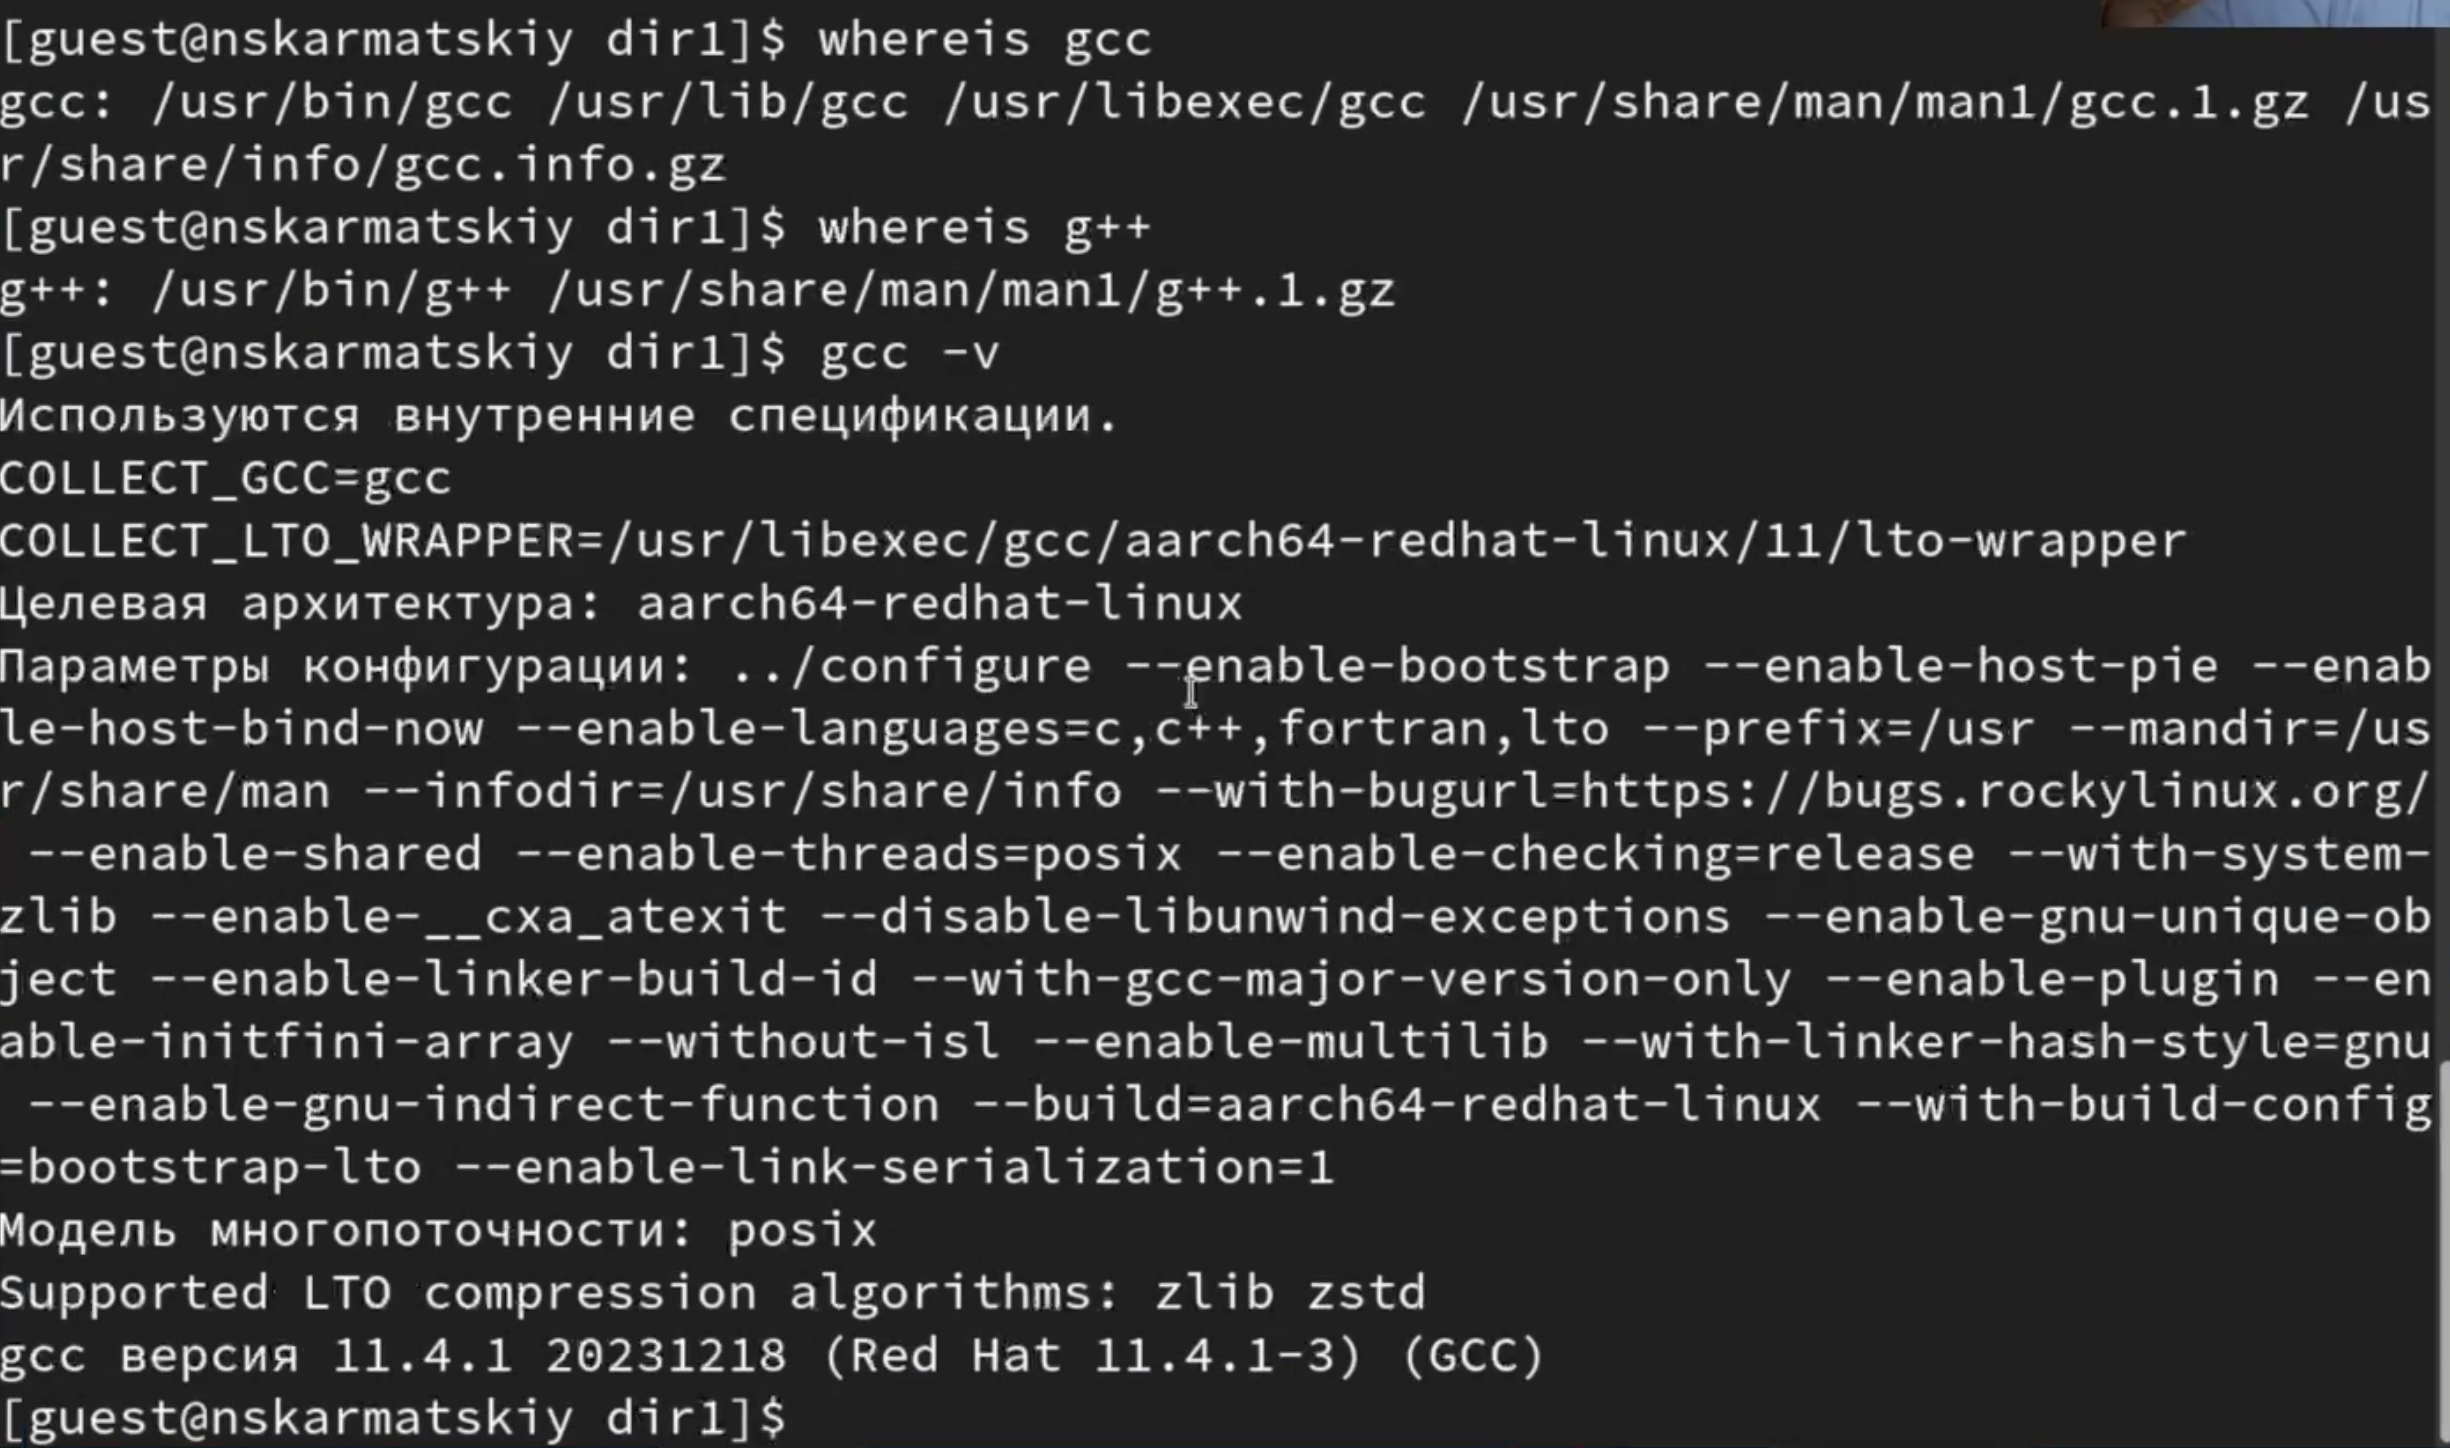 [guest@nskarmatskiy dir1]$ whereis gcc
gcc: /usr/bin/gcc /usr/lib/gcc /usr/libexec/gcc /usr/share/man/man1/gcc.1.gz /us
r/share/info/gcc.info.gz
[guest@nskarmatskiy dir1]$ whereis g++
g++: /usr/bin/g++ /usr/share/man/man1/g++.1.gz
[guest@nskarmatskiy dir1]$ gcc -v
Используются внутренние спецификации.
COLLECT_GCC=gcc
COLLECT_LTO_WRAPPER=/usr/libexec/gcc/aarch64-redhat-linux/11/lto-wrapper
Целевая архитектура: aarch64-redhat-linux
Параметры конфигурации: ../configure --enable-bootstrap --enable-host-pie --enab
le-host-bind-now --enable-languages=c,c++,fortran,lto --prefix=/usr --mandir=/us
r/share/man --infodir=/usr/share/info --with-bugurl=https://bugs.rockylinux.org/
 --enable-shared --enable-threads=posix --enable-checking=release --with-system-
zlib --enable-__cxa_atexit --disable-libunwind-exceptions --enable-gnu-unique-ob
ject --enable-linker-build-id --with-gcc-major-version-only --enable-plugin --en
able-initfini-array --without-isl --enable-multilib --with-linker-hash-style=gnu
 --enable-gnu-indirect-function --build=aarch64-redhat-linux --with-build-config
=bootstrap-lto --enable-link-serialization=1
Модель многопоточности: posix
Supported LTO compression algorithms: zlib zstd
gcc версия 11.4.1 20231218 (Red Hat 11.4.1-3) (GCC)
[guest@nskarmatskiy dir1]$